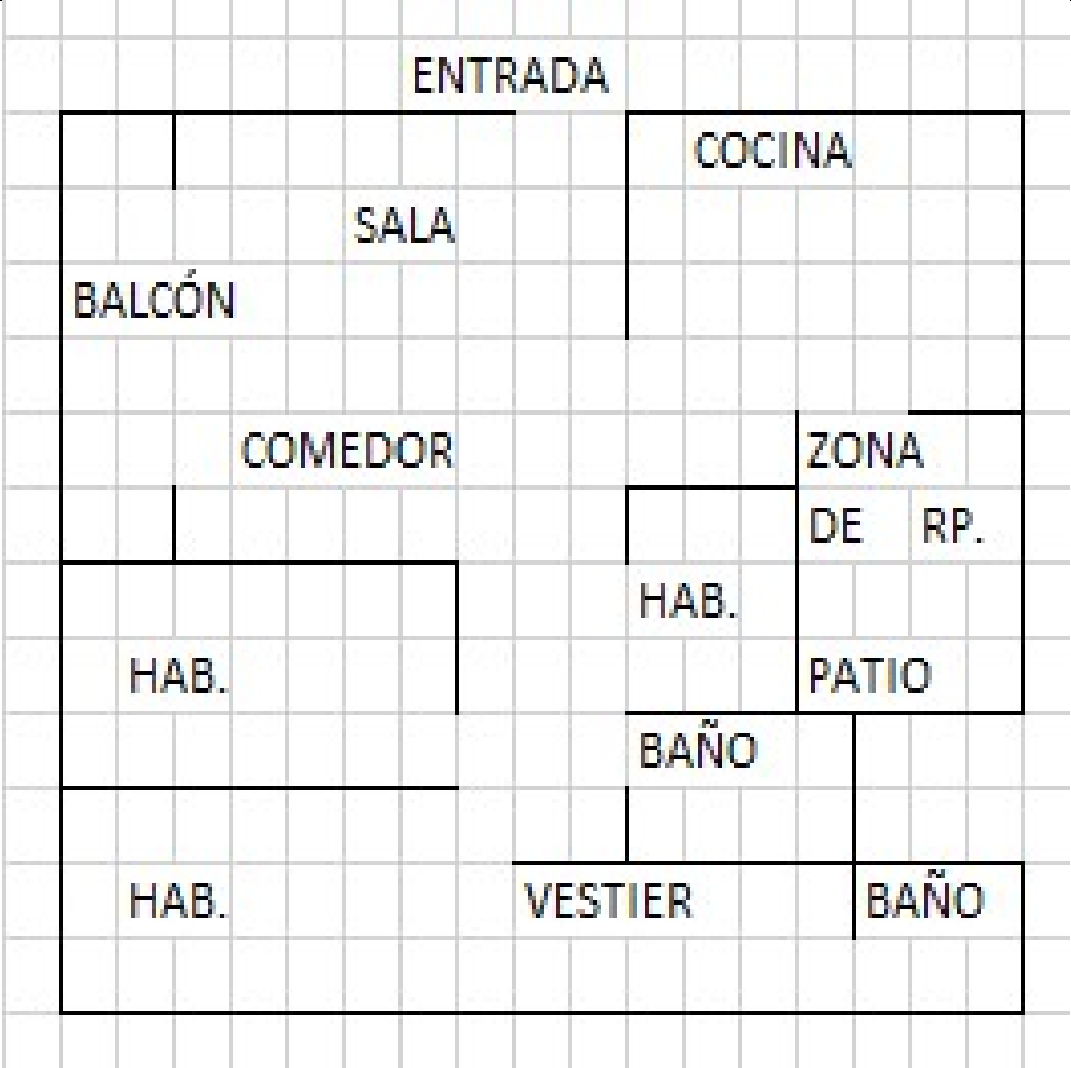 ENTRADA
COCINA
SALA
BALCÓN
COMEDOR
ZONA
DE RP.
HAB.
HAB.
PATIO
BAÑO
HAB.
VESTIER
BAÑO